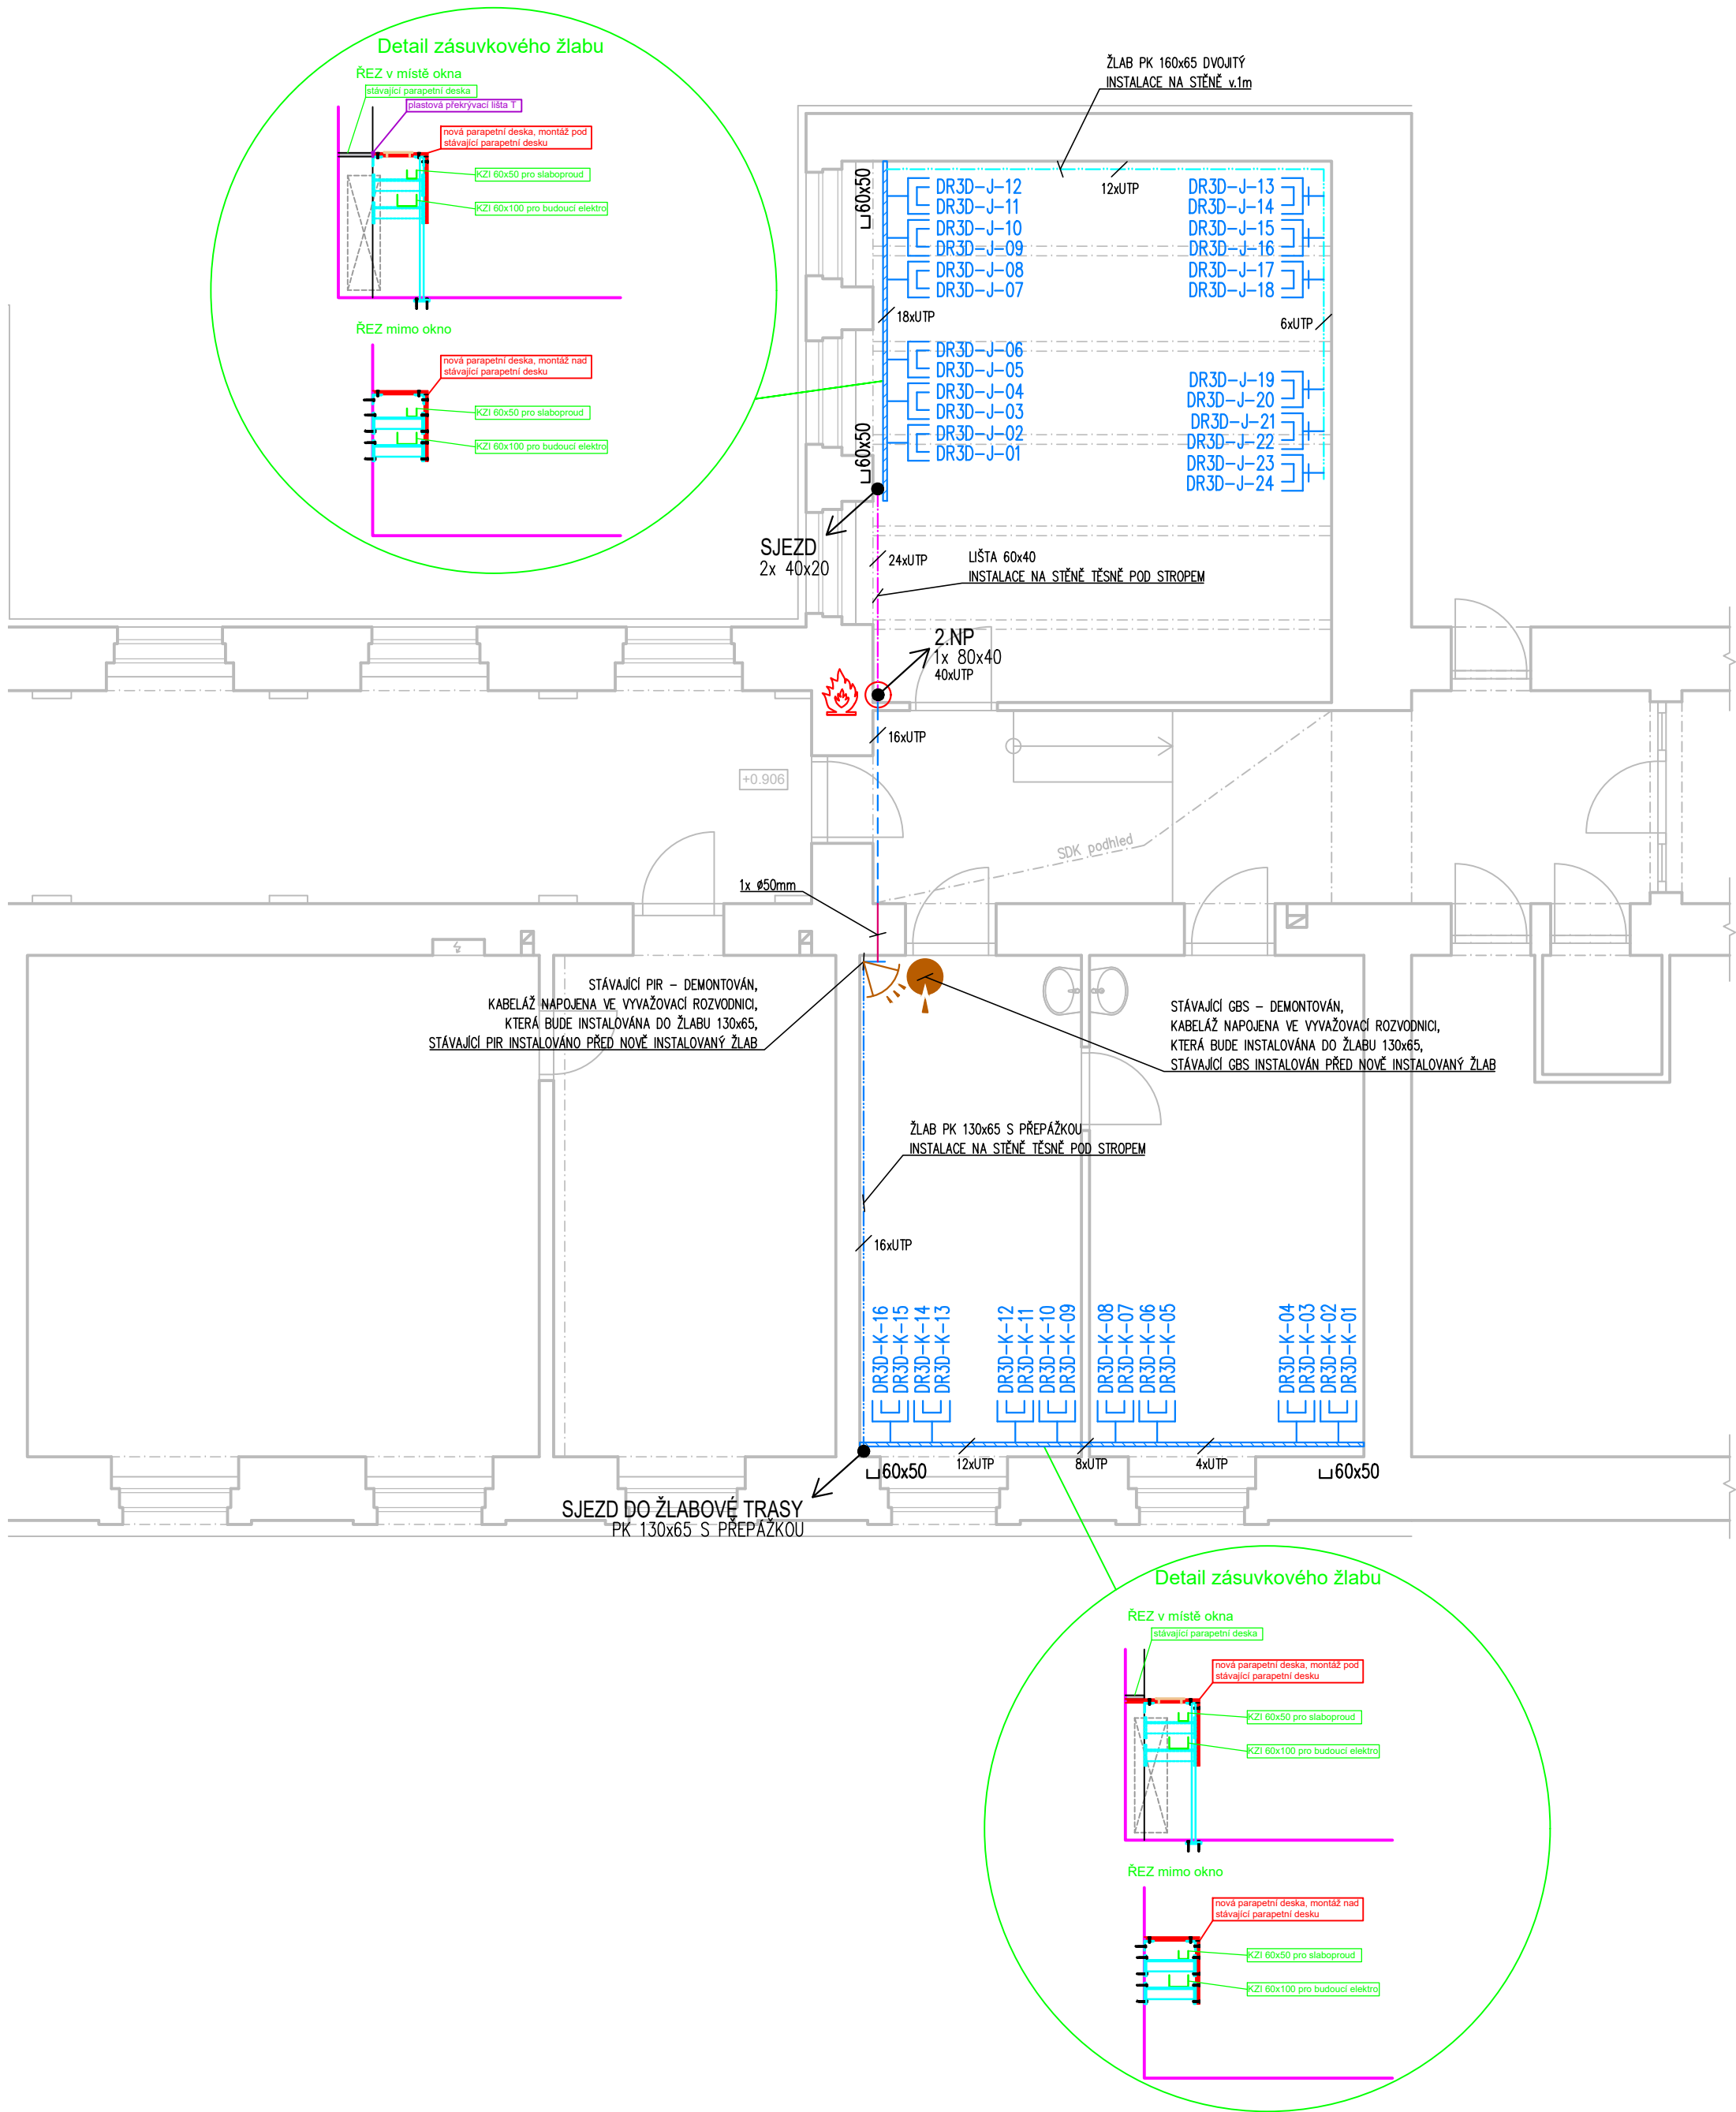 Detail zásuvkového žlabu
ŘEZ v místě okna
stávající parapetní deska
plastová překrývací lišta T
nová parapetní deska, montáž pod
stávající parapetní desku
KZI 60x50 pro slaboproud
KZI 60x100 pro budoucí elektro
ŘEZ mimo okno
nová parapetní deska, montáž nad
stávající parapetní desku
KZI 60x50 pro slaboproud
KZI 60x100 pro budoucí elektro
ŽLAB PK 160x65 DVOJITÝ
INSTALACE NA STĚNĚ v.1m
12xUTP
60x50
DR3D-J-12
DR3D-J-11
DR3D-J-10
DR3D-J-09
DR3D-J-08
DR3D-J-07
18xUTP
DR3D-J-06
DR3D-J-05
DR3D-J-04
DR3D-J-03
DR3D-J-02
DR3D-J-01
60x50
DR3D-J-13
DR3D-J-14
DR3D-J-15
DR3D-J-16
DR3D-J-17
DR3D-J-18
6xUTP
DR3D-J-19
DR3D-J-20
DR3D-J-21
DR3D-J-22
DR3D-J-23
DR3D-J-24
SJEZD
2x 40x20
24xUTP
LIŠTA 60x40
INSTALACE NA STĚNĚ TĚSNĚ POD STROPEM
2.NP
1x 80x40
40xUTP
16xUTP
+0.906
SDK podhled
1x ø50mm
STÁVAJÍCÍ PIR – DEMONTOVÁN,
KABELÁŽ NAPOJENA VE VYVAŽOVACÍ ROZVODNICI,
KTERÁ BUDE INSTALOVÁNA DO ŽLABU 130x65,
STÁVAJÍCÍ PIR INSTALOVÁNO PŘED NOVĚ INSTALOVANÝ ŽLAB
STÁVAJÍCÍ GBS – DEMONTOVÁN,
KABELÁŽ NAPOJENA VE VYVAŽOVACÍ ROZVODNICI,
KTERÁ BUDE INSTALOVÁNA DO ŽLABU 130x65,
STÁVAJÍCÍ GBS INSTALOVÁN PŘED NOVĚ INSTALOVANÝ ŽLAB
ŽLAB PK 130x65 S PŘEPÁŽKOU
INSTALACE NA STĚNĚ TĚSNĚ POD STROPEM
16xUTP
DR3D-K-16
DR3D-K-15
DR3D-K-14
DR3D-K-13
DR3D-K-12
DR3D-K-11
DR3D-K-10
DR3D-K-09
DR3D-K-08
DR3D-K-07
DR3D-K-06
DR3D-K-05
DR3D-K-04
DR3D-K-03
DR3D-K-02
DR3D-K-01
12xUTP
8xUTP
4xUTP
60x50
60x50
SJEZD DO ŽLABOVÉ TRASY
PK 130x65 S PŘEPÁŽKOU
Detail zásuvkového žlabu
ŘEZ v místě okna
stávající parapetní deska
nová parapetní deska, montáž pod
stávající parapetní desku
KZI 60x50 pro slaboproud
KZI 60x100 pro budoucí elektro
ŘEZ mimo okno
nová parapetní deska, montáž nad
stávající parapetní desku
KZI 60x50 pro slaboproud
KZI 60x100 pro budoucí elektro